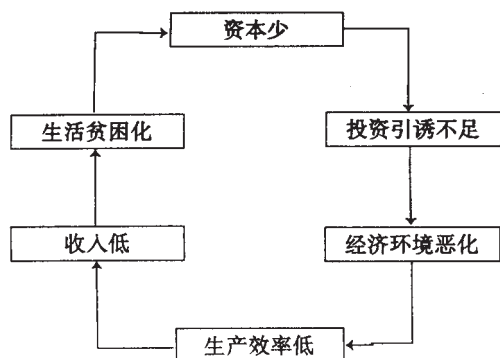 资本少
生活贫困化
投资引诱不足
收入低
经济环境恶化
生产效率低